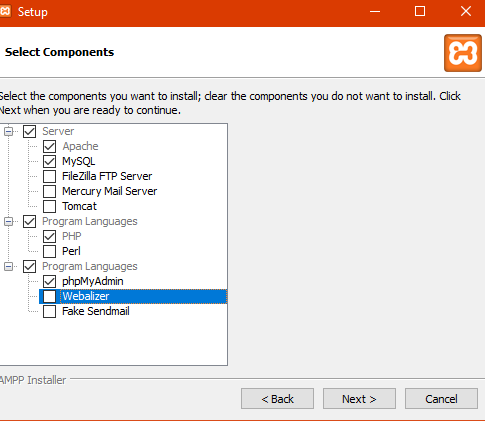 Setup
Select Components
Select the components you want to install; clear the components you do not want to install. Click
Next when you are ready to continue.
Server
Apache
MySQL
FileZilla FTP Server
Mercury Mail Server
Tomcat
Program Languages
PHP
Perl
Program Languages
phpMyAdmin
Webalizer
Fake Sendmail
AMPP Installer
< Back
Next >
Cancel